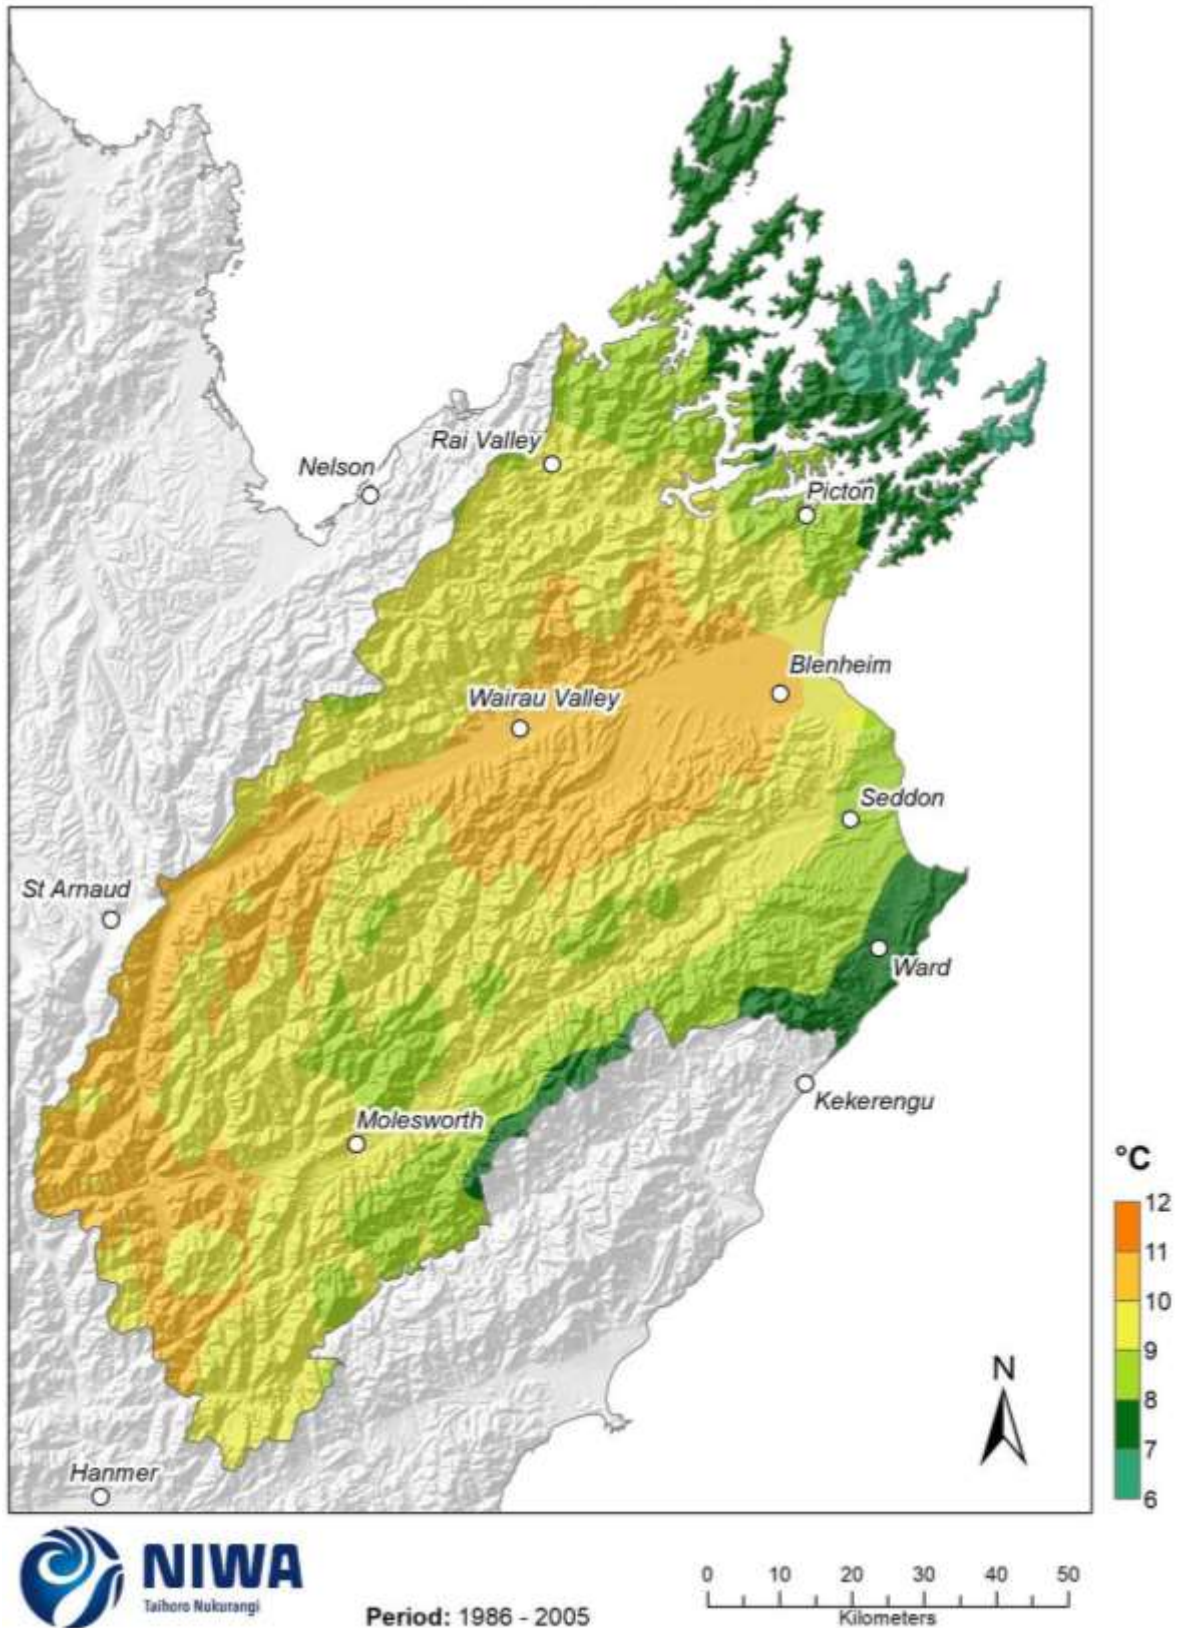 Rai Valley
Nelson
Picton
Blenheim
Wairau Valley
Seddon
St Arnaud
Ward
Kekerengu
Molesworth
°C
12
11
10
9
8
7
6
N
Hanmer
NIWA
Taihoro Nukurangi
Period: 1986 - 2005
0 10 20 30 40 50
Kilometers